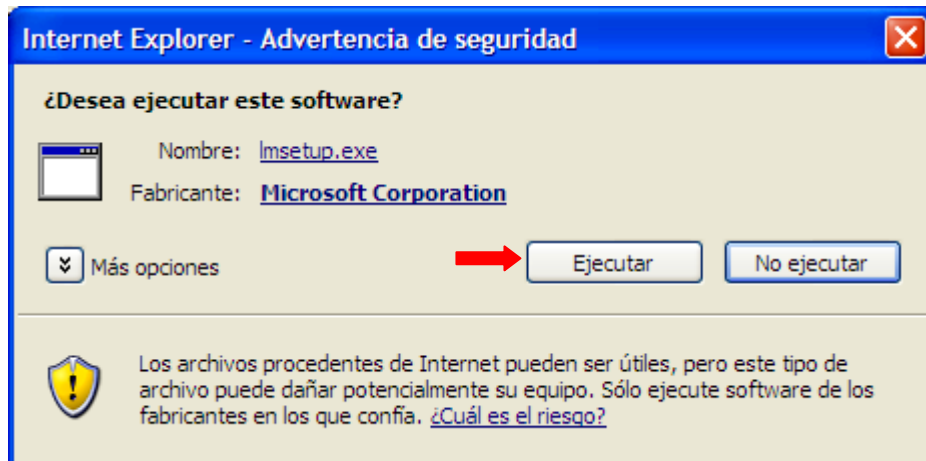 Internet Explorer - Advertencia de seguridad
¿Desea ejecutar este software?
Nombre: lmsetup.exe
Fabricante: Microsoft Corporation
Más opciones
Ejecutar
No ejecutar
Los archivos procedentes de Internet pueden ser útiles, pero este tipo de
archivo puede dañar potencialmente su equipo. Sólo ejecute software de los
fabricantes en los que confía. ¿Cuál es el riesgo?